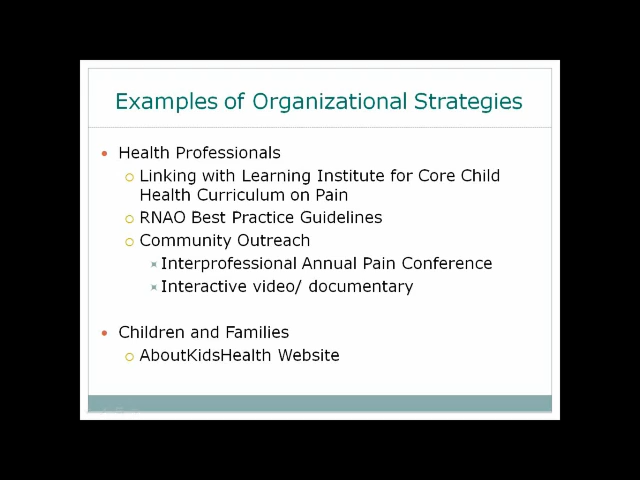 Examples of Organizational Strategies
Health Professionals
Linking with Learning Institute for Core Child
Health Curriculum on Pain
RNAO Best Practice Guidelines
Community Outreach
Interprofessional Annual Pain Conference
Interactive video/ documentary
Children and Families
AboutKidsHealth Website